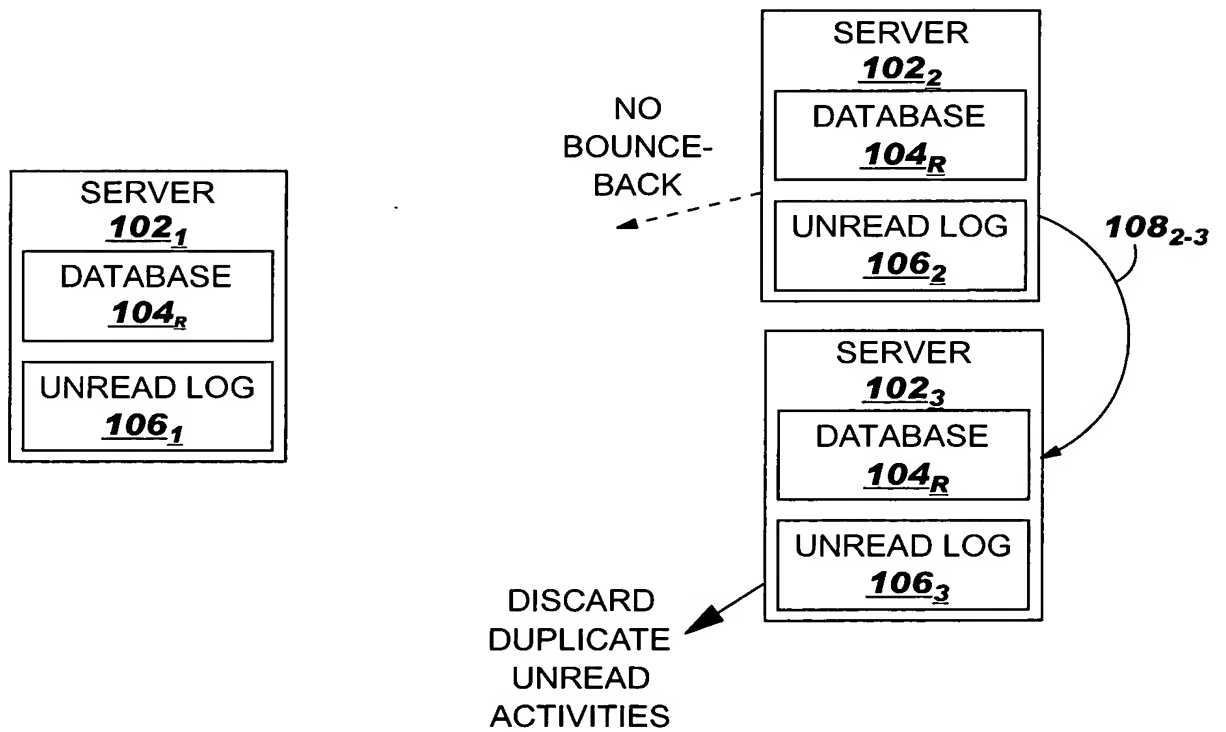 SERVER
102₁
DATABASE
104R
UNREAD LOG
106₁
NO
BOUNCE-
BACK
SERVER
102₂
DATABASE
104R
UNREAD LOG
106₂
108₂₋₃
SERVER
102₃
DATABASE
104R
UNREAD LOG
106₃
DISCARD
DUPLICATE
UNREAD
ACTIVITIES